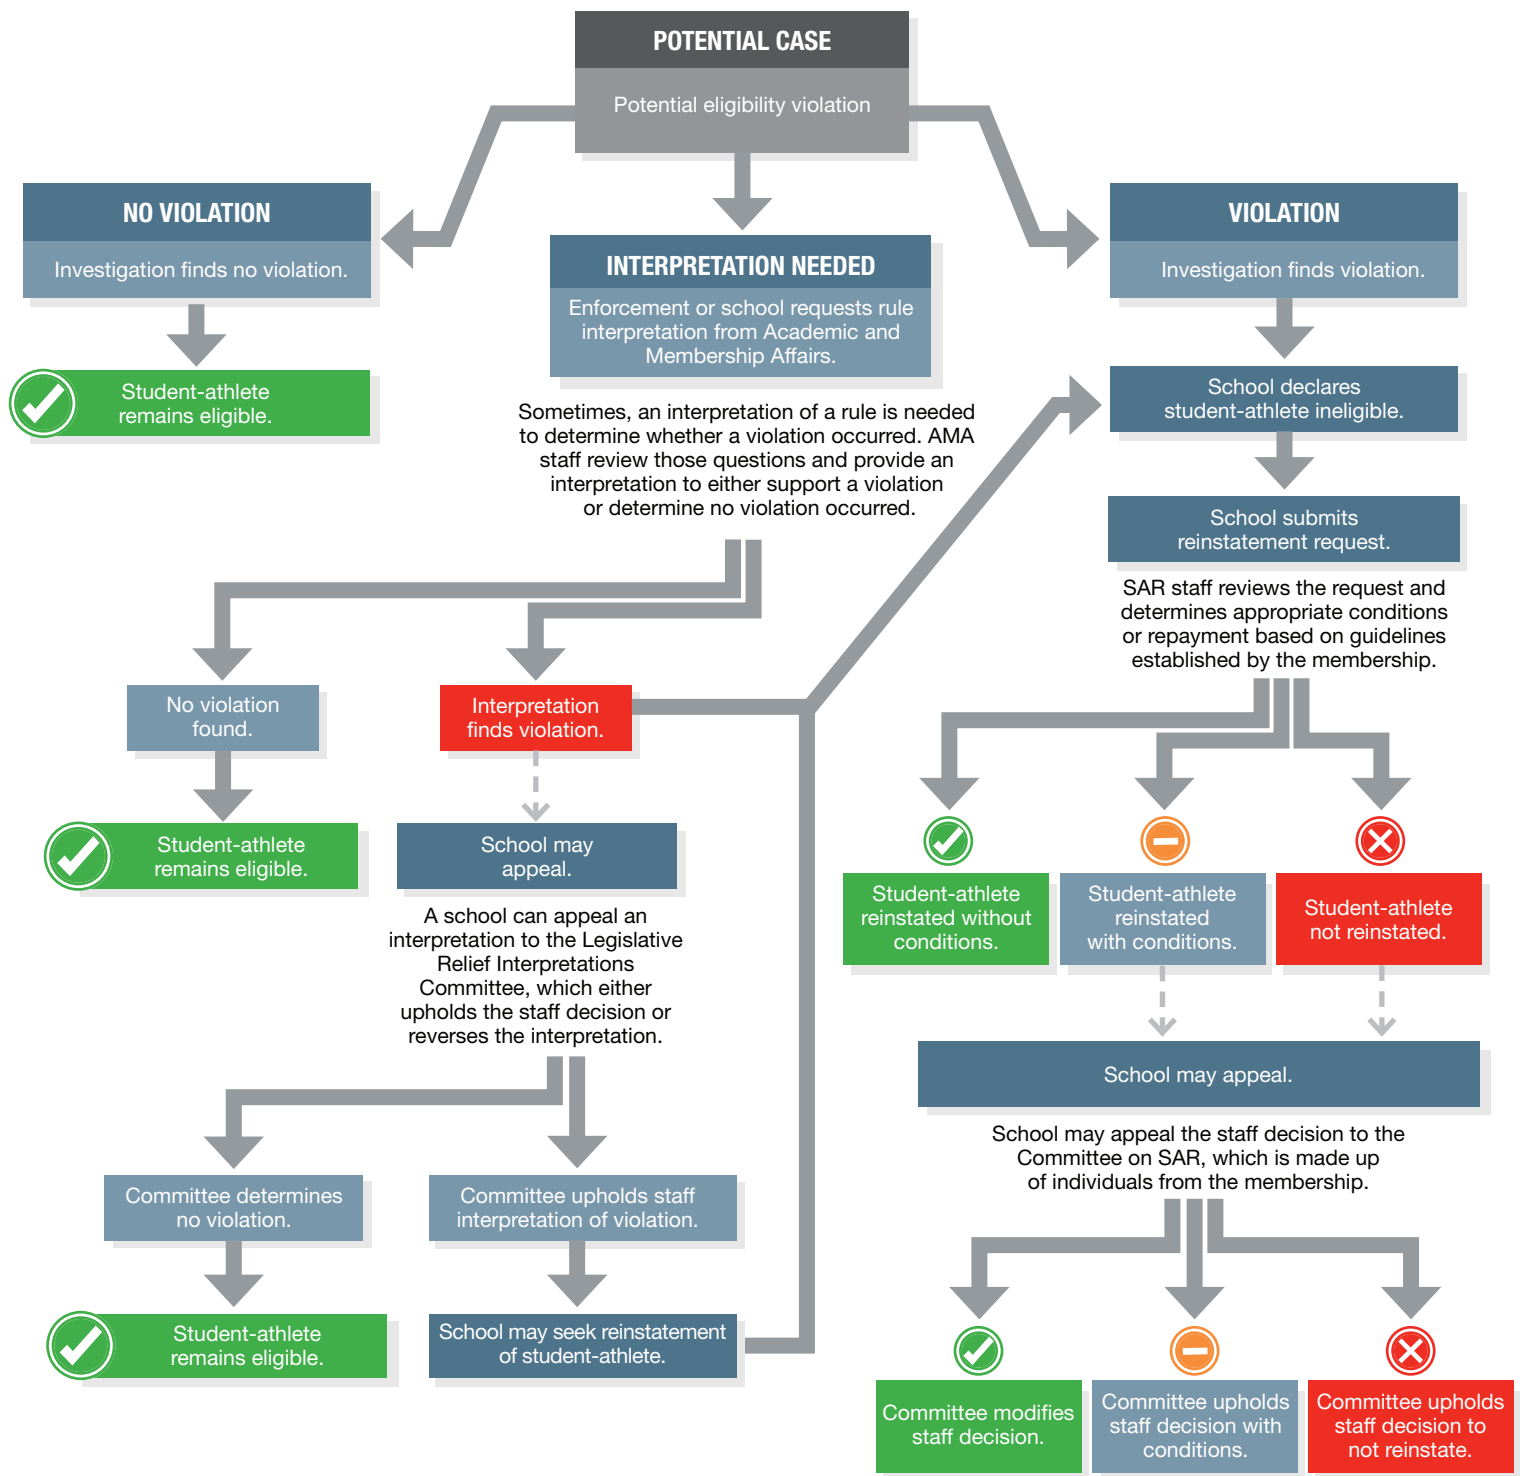 POTENTIAL CASE
Potential eligibility violation
NO VIOLATION
Investigation finds no violation.
Student-athlete
remains eligible.
INTERPRETATION NEEDED
Enforcement or school requests rule
interpretation from Academic and
Membership Affairs.
Sometimes, an interpretation of a rule is needed
to determine whether a violation occurred. AMA
staff review those questions and provide an
interpretation to either support a violation
or determine no violation occurred.
No violation
found.
Student-athlete
remains eligible.
Interpretation
finds violation.
School may
appeal.
A school can appeal an
interpretation to the Legislative
Relief Interpretations
Committee, which either
upholds the staff decision or
reverses the interpretation.
Committee determines
no violation.
Student-athlete
remains eligible.
Committee upholds staff
interpretation of violation.
School may seek reinstatement
of student-athlete.
VIOLATION
Investigation finds violation.
School declares
student-athlete ineligible.
School submits
reinstatement request.
SAR staff reviews the request and
determines appropriate conditions
or repayment based on guidelines
established by the membership.
Student-athlete
reinstated without
conditions.
Student-athlete
reinstated
with conditions.
Student-athlete
not reinstated.
School may appeal.
School may appeal the staff decision to the
Committee on SAR, which is made up
of individuals from the membership.
Committee modifies
staff decision.
Committee upholds
staff decision with
conditions.
Committee upholds
staff decision to
not reinstate.